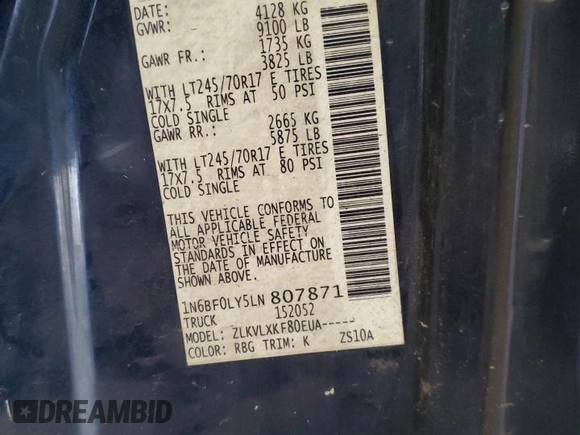 DATE: 4128 KG
GVWR: 9100 LB
1735 KG
GAWR FR.: 3825 LB
WITH LT245/70R17 E TIRES
17X7.5 RIMS AT 50 PSI
COLD SINGLE
2665 KG
GAWR RR.: 5875 LB
WITH LT245/70R17 E TIRES
17X7.5 RIMS AT 80 PSI
COLD SINGLE
THIS VEHICLE CONFORMS TO
ALL APPLICABLE FEDERAL
MOTOR VEHICLE SAFETY
STANDARDS IN EFFECT ON
THE DATE OF MANUFACTURE
SHOWN ABOVE.
1N6BF0LY5LN 807871
TRUCK 152052
MODEL: ZLKVLXKF80EUA-----
COLOR: RBG TRIM: K ZS10A
DREAMBID